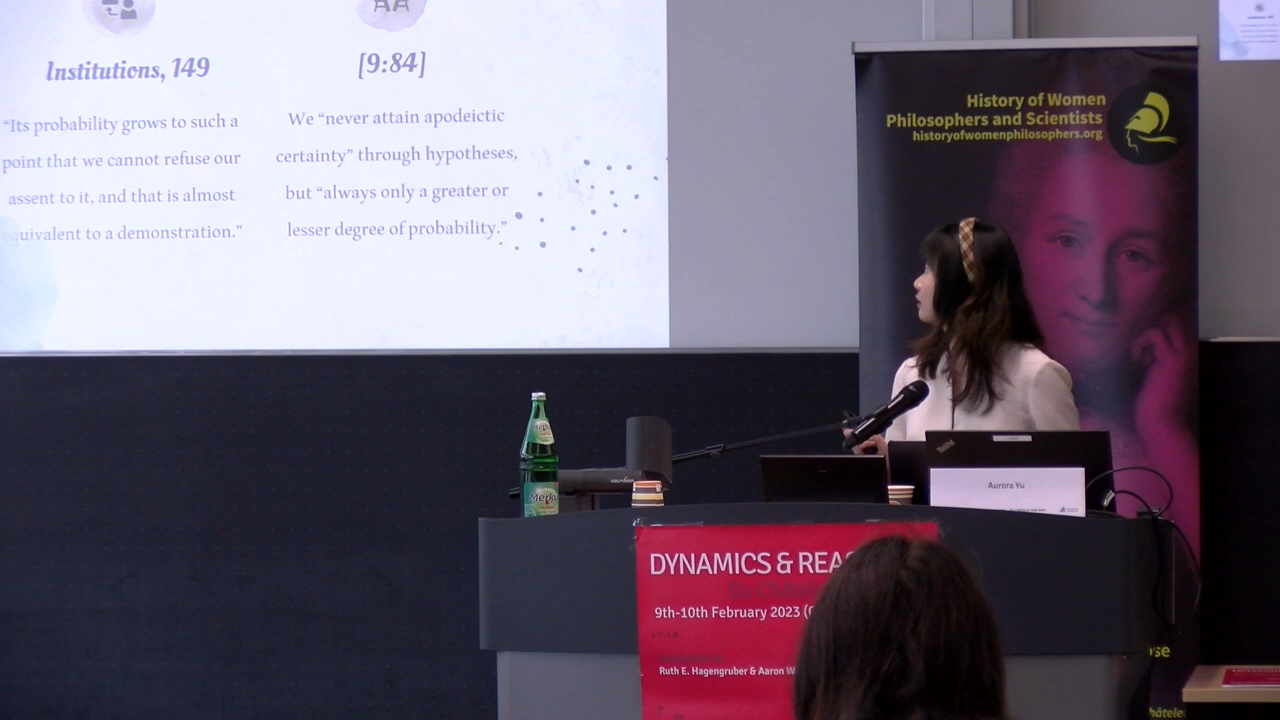 Institutions, 149
“Its probability grows to such a
point that we cannot refuse our
assent to it, and that is almost
equivalent to a demonstration.”
[9:84]
We “never attain apodeictic
certainty” through hypotheses,
but “always only a greater or
lesser degree of probability.”
History of Women
Philosophers and Scientists
historyofwomenphilosophers.org
Merku
ThinkPad
Aurora Yu
DYNAMICS & REA
9th-10th February 2023 (
Ruth E. Hagengruber & Aaron W